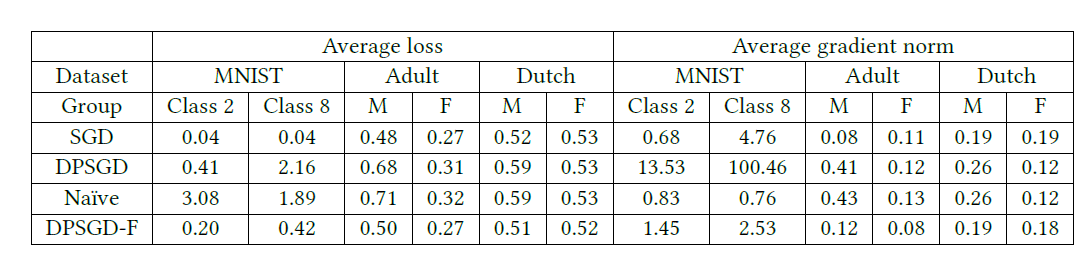 Average loss Average gradient norm
Dataset MNIST Adult Dutch MNIST Adult Dutch
Group Class 2 Class 8 M F M F Class 2 Class 8 M F M F
SGD 0.04 0.04 0.48 0.27 0.52 0.53 0.68 4.76 0.08 0.11 0.19 0.19
DPSGD 0.41 2.16 0.68 0.31 0.59 0.53 13.53 100.46 0.41 0.12 0.26 0.12
Naïve 3.08 1.89 0.71 0.32 0.59 0.53 0.83 0.76 0.43 0.13 0.26 0.12
DPSGD-F 0.20 0.42 0.50 0.27 0.51 0.52 1.45 2.53 0.12 0.08 0.19 0.18